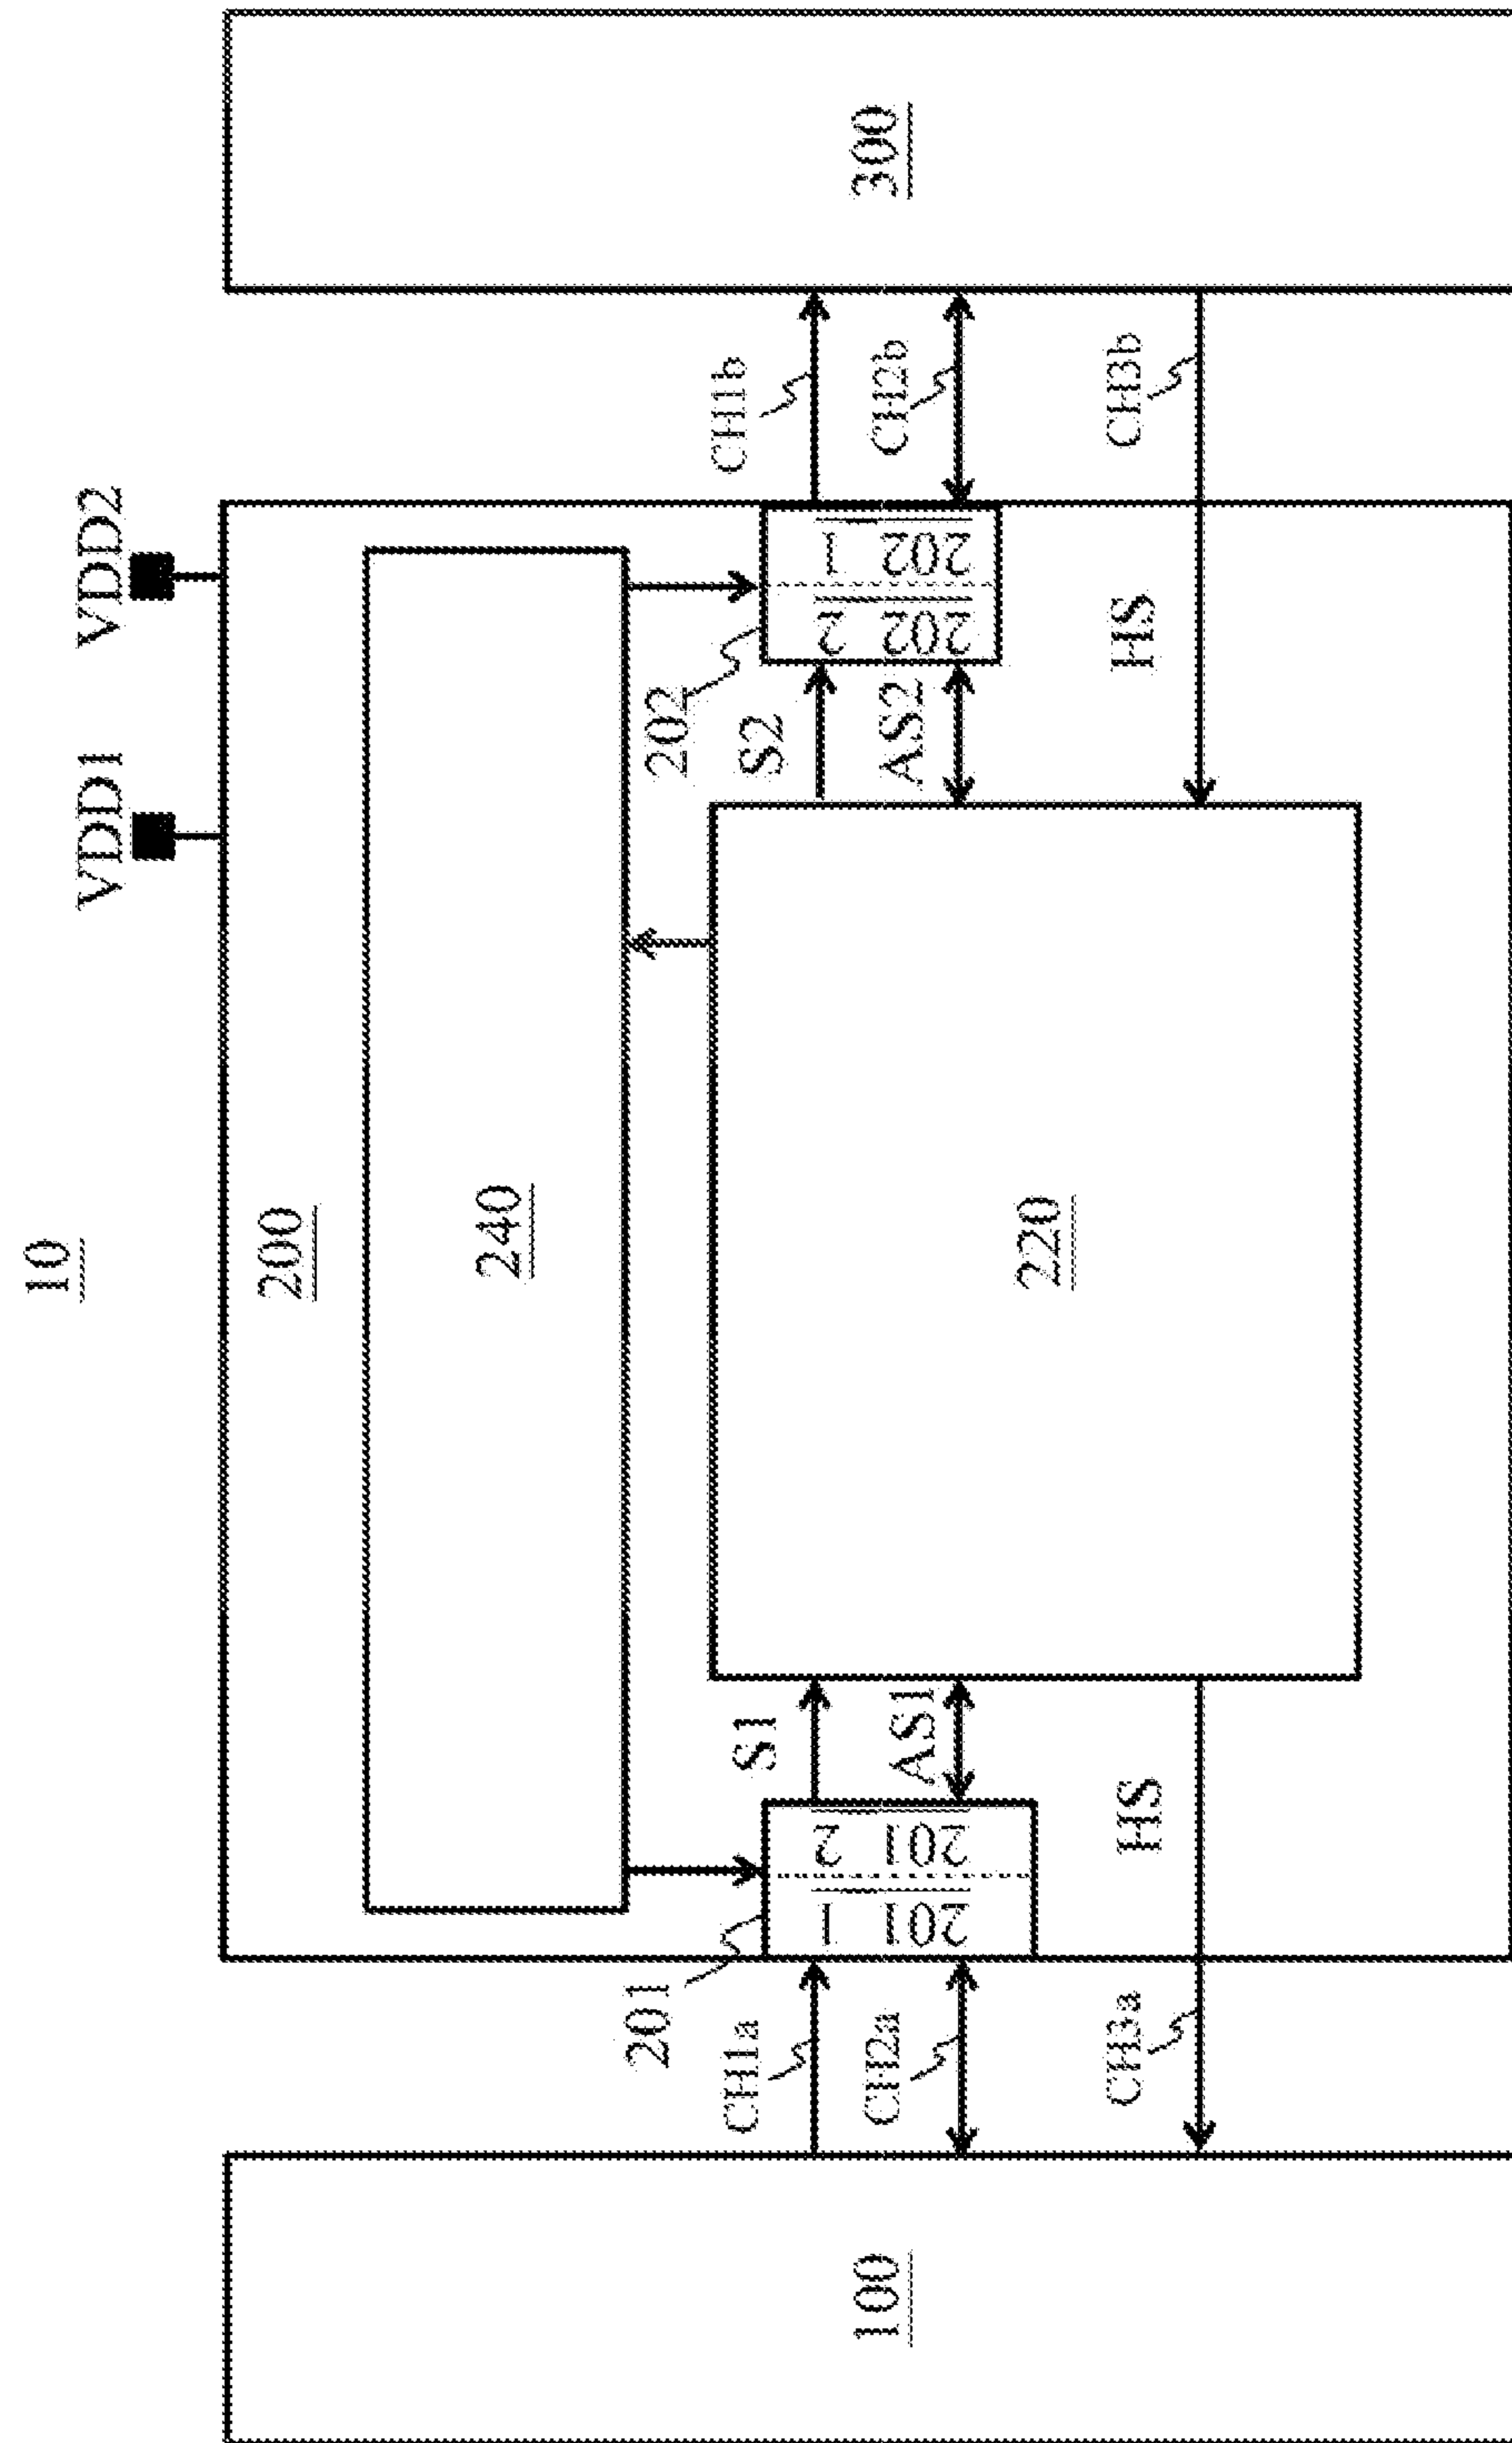 10
VDD1
VDD2
200
240
220
100
300
201
202
201_1
201_2
202_2
202_1
S1
AS1
S2
AS2
HS
HS
CH1a
CH2a
CH3a
CH1b
CH2b
CH3b